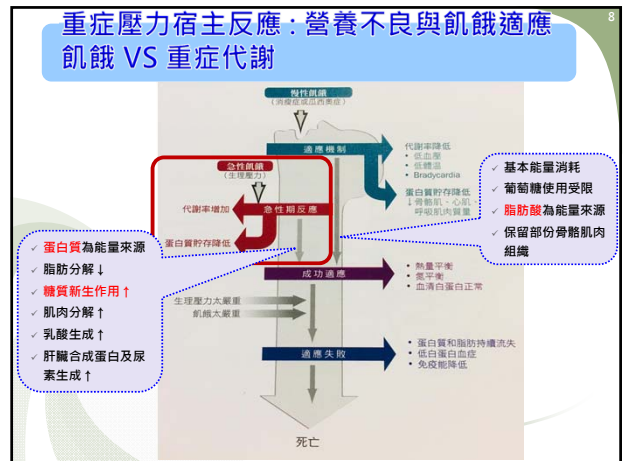 8
重症壓力宿主反應:營養不良與飢餓適應
飢餓 VS 重症代謝
慢性飢餓
(消瘦症或瓜西奧症)
適應機制
代謝率降低
• 低血壓
• 低體溫
• Bradycardia
蛋白質貯存降低
↓骨骼肌、心肌、
呼吸肌肉質量
急性飢餓
(生理壓力)
代謝率增加
急性期反應
蛋白質貯存降低
✓ 基本能量消耗
✓ 葡萄糖使用受限
✓ 脂肪酸為能量來源
✓ 保留部份骨骼肌肉
組織
✓ 蛋白質為能量來源
✓ 脂肪分解↓
✓ 糖質新生作用↑
✓ 肌肉分解↑
✓ 乳酸生成↑
✓ 肝臟合成蛋白及尿
素生成↑
成功適應
• 熱量平衡
• 氮平衡
• 血清白蛋白正常
生理壓力太嚴重
飢餓太嚴重
適應失敗
• 蛋白質和脂肪持續流失
• 低白蛋白血症
• 免疫能降低
死亡